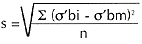 s = √ Σ (σ′bi - σ′bm)² / n